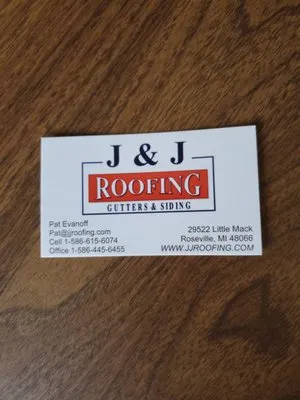 J & J
ROOFING
GUTTERS & SIDING
Pat Evanoff
Pat@jjroofing.com
Cell 1-586-615-6074
Office 1-586-445-6455
29522 Little Mack
Roseville, MI 48066
WWW.JJROOFING.COM